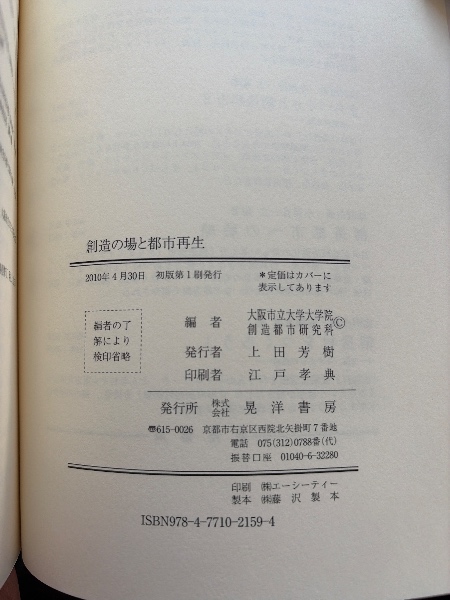 創造の場と都市再生
2010年4月30日 初版第1刷発行
*定価はカバーに
表示してあります
編者の了
解により
検印省略
編者 大阪市立大学大学院
創造都市研究科©
発行者 上田芳樹
印刷者 江戸孝典
発行所 株式会社 晃洋書房
〒615-0026 京都市右京区西院北矢掛町7番地
電話 075(312)0788番(代)
振替口座 01040-6-32280
印刷 ㈱エーシーティー
製本 ㈱藤沢製本
ISBN978-4-7710-2159-4